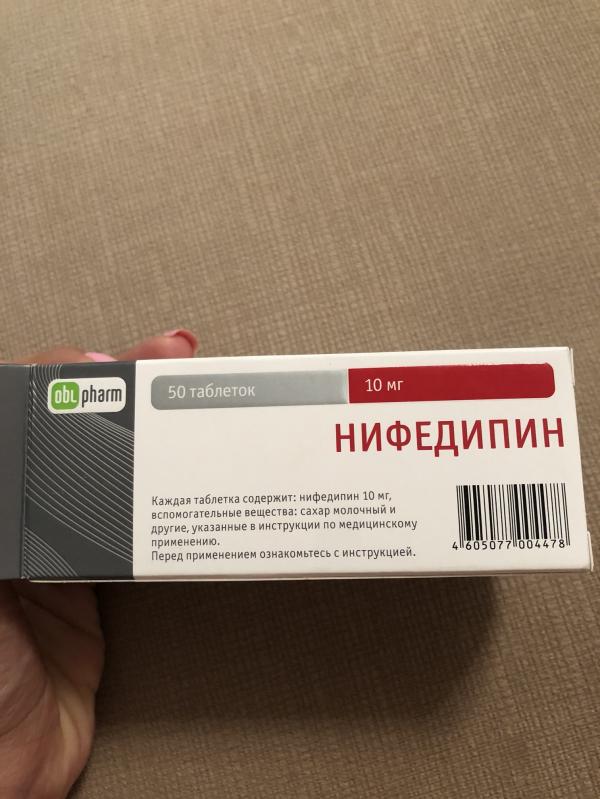 obl pharm
50 таблеток
10 мг
НИФЕДИПИН
Каждая таблетка содержит: нифедипин 10 мг,
вспомогательные вещества: сахар молочный и
другие, указанные в инструкции по медицинскому
применению.
Перед применением ознакомьтесь с инструкцией.
4 605077 004478